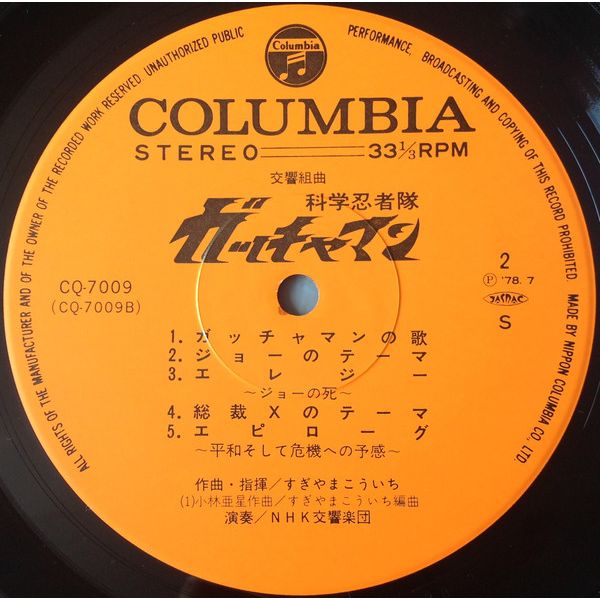 ALL RIGHTS OF THE MANUFACTURER AND OF THE OWNER OF THE RECORDED WORK RESERVED UNAUTHORIZED PUBLIC PERFORMANCE, BROADCASTING AND COPYING OF THIS RECORD PROHIBITED. MADE BY NIPPON COLUMBIA CO., LTD.
Columbia
COLUMBIA
STEREO 33 1/3 RPM
交響組曲
科学忍者隊
ガッチャマン
CQ-7009
(CQ-7009B)
2
Ⓟ '78.7
JASRAC
S
1. ガッチャマンの歌
2. ジョーのテーマ
3. エレジー
～ジョーの死～
4. 総裁Xのテーマ
5. エピローグ
～平和そして危機への予感～
作曲・指揮／すぎやまこういち
(1)小林亜星作曲／すぎやまこういち編曲
演奏／NHK交響楽団